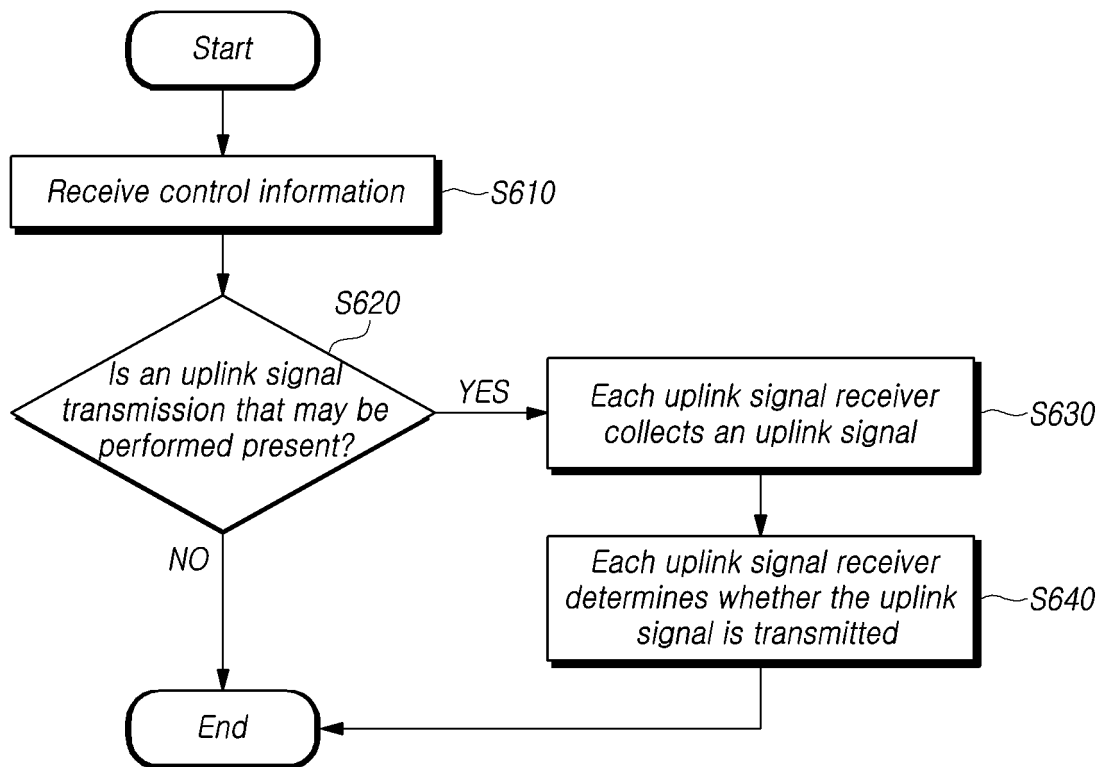 Start
Receive control information
S610
S620
Is an uplink signal
transmission that may be
performed present?
YES
Each uplink signal receiver
collects an uplink signal
S630
NO
Each uplink signal receiver
determines whether the uplink
signal is transmitted
S640
End